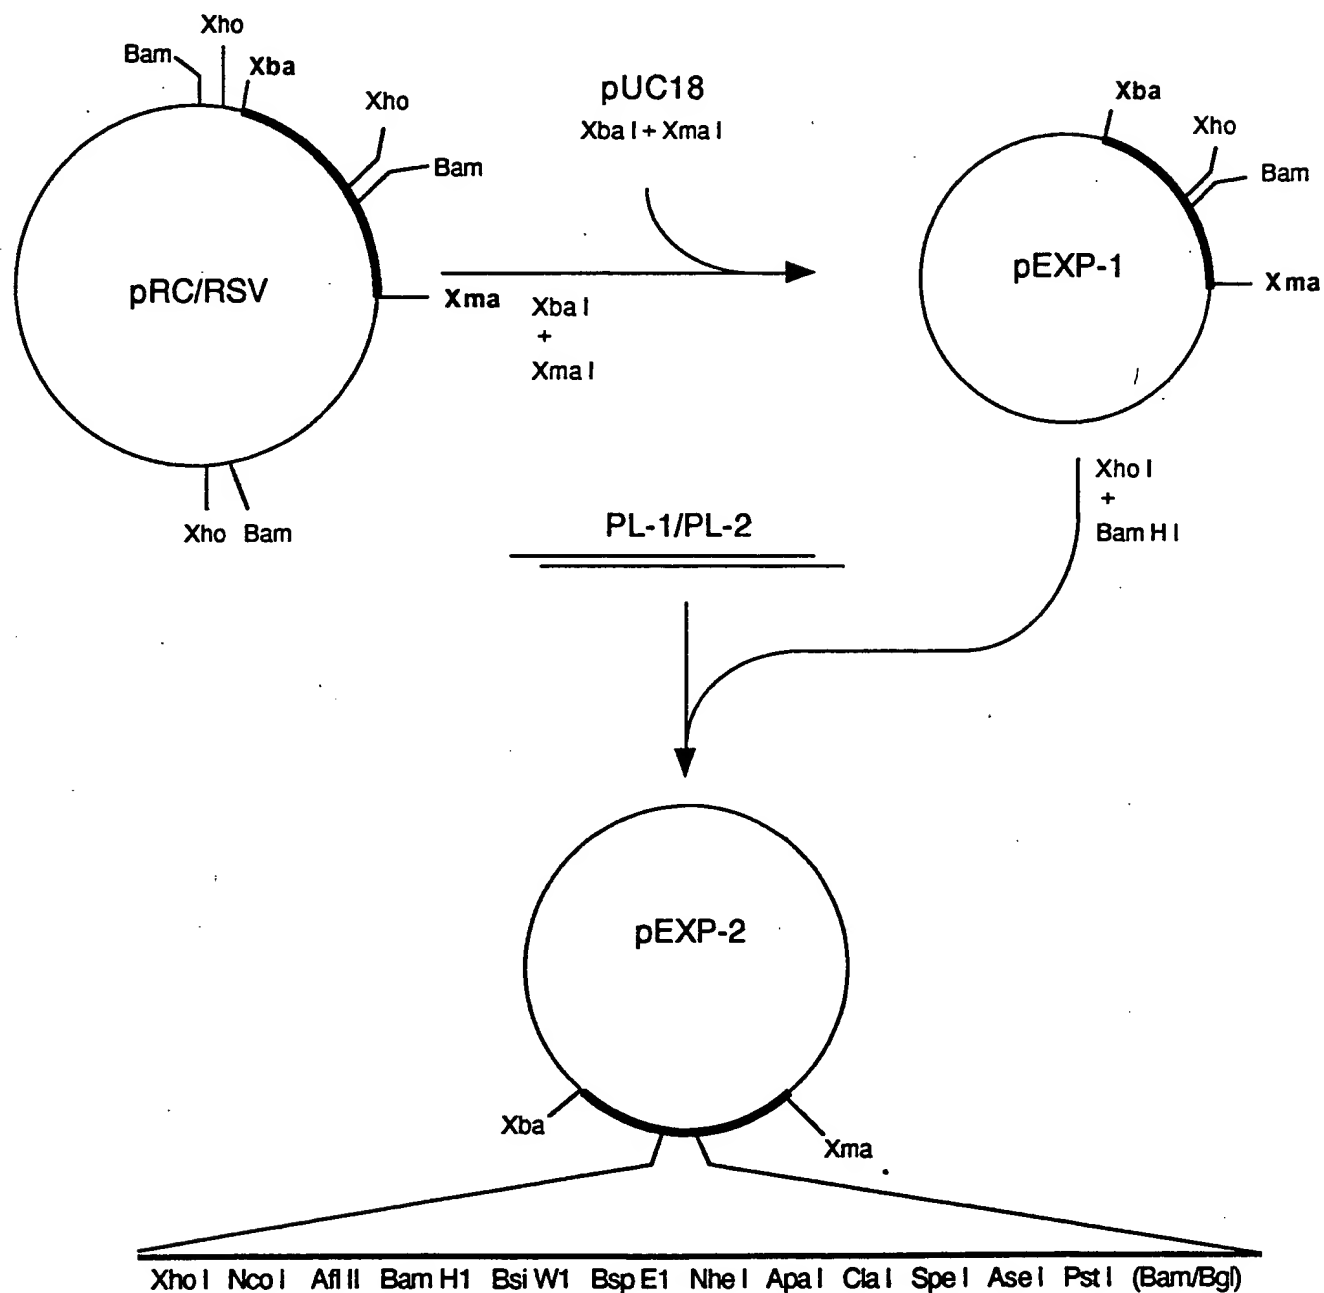 Xho
Bam
Xba
Xho
Bam
pRC/RSV
Xma
Xho Bam
pUC18
Xba I + Xma I
Xba I
+
Xma I
Xba
Xho
Bam
pEXP-1
Xma
Xho I
+
Bam H I
PL-1/PL-2
pEXP-2
Xba
Xma
Xho I Nco I Afl II Bam H1 Bsi W1 Bsp E1 Nhe I Apa I Cla I Spe I Ase I Pst I (Bam/Bgl)